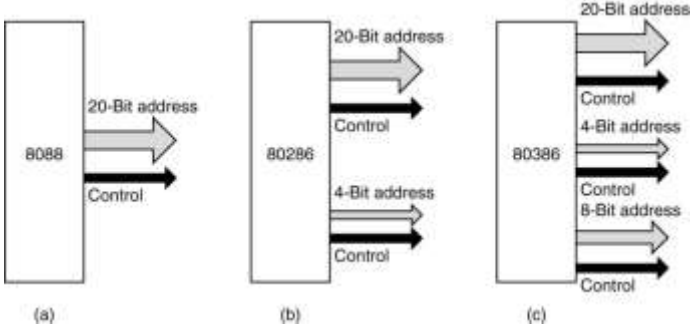 20-Bit address
Control
8088
(a)
20-Bit address
Control
80286
4-Bit address
Control
(b)
20-Bit address
Control
4-Bit address
80386
Control
8-Bit address
Control
(c)